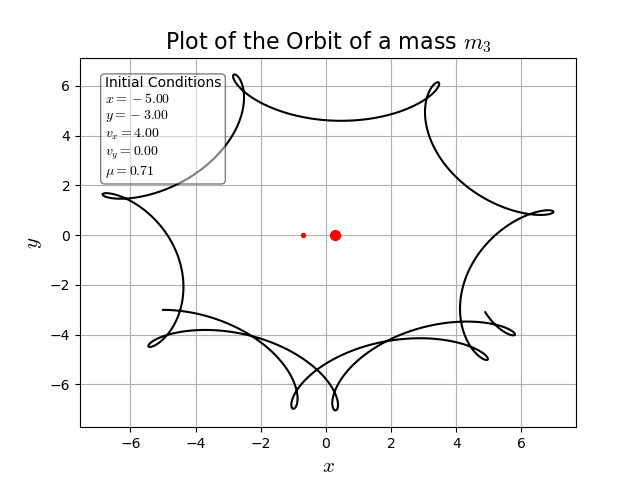 Plot of the Orbit of a mass m₃
Initial Conditions
x = −5.00
y = −3.00
vₓ = 4.00
v_y = 0.00
μ = 0.71
6
4
2
0
−2
−4
−6
y
−6
−4
−2
0
2
4
6
x